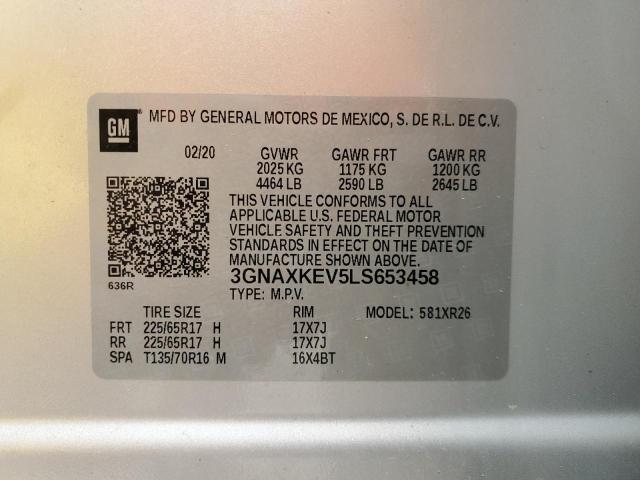 GM ® MFD BY GENERAL MOTORS DE MEXICO, S. DE R.L. DE C.V.
02/20 GVWR GAWR FRT GAWR RR
2025 KG 1175 KG 1200 KG
4464 LB 2590 LB 2645 LB
THIS VEHICLE CONFORMS TO ALL
APPLICABLE U.S. FEDERAL MOTOR
VEHICLE SAFETY AND THEFT PREVENTION
STANDARDS IN EFFECT ON THE DATE OF
MANUFACTURE SHOWN ABOVE.
3GNAXKEV5LS653458
636R
TYPE: M.P.V.
TIRE SIZE RIM MODEL: 581XR26
FRT 225/65R17 H 17X7J
RR 225/65R17 H 17X7J
SPA T135/70R16 M 16X4BT